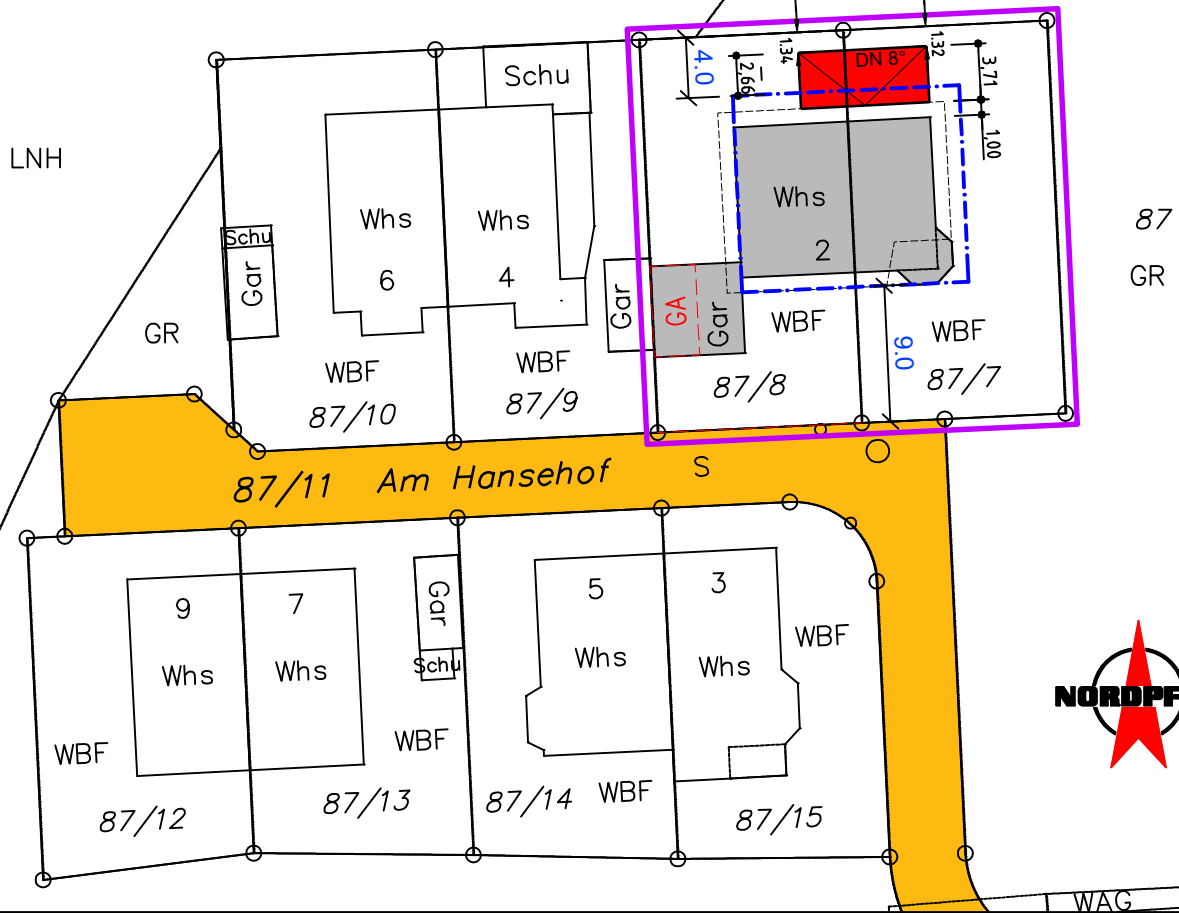 Schu
4.0
2,66
1.34
DN 8°
1.32
3,71
1,00
LNH
Whs
6
Whs
4
Whs
2
87
GR
Schu
Gar
Gar
GA
Gar
GR
WBF
87/10
WBF
87/9
WBF
87/8
9.0
WBF
87/7
87/11 Am Hansehof S
9
Whs
7
Whs
Gar
Schu
5
Whs
3
Whs
WBF
NORDPF
WBF
87/12
WBF
87/13
87/14 WBF
87/15
WAG